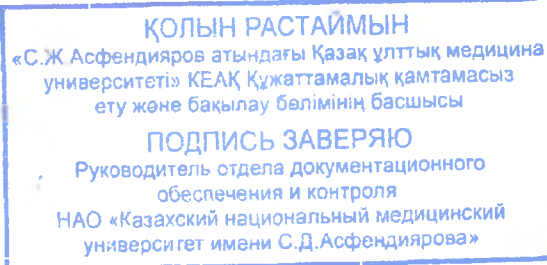 ҚОЛЫН РАСТАЙМЫН
«С.Ж.Асфендияров атындағы Қазақ ұлттық медицина
университеті» КЕАҚ Құжаттамалық қамтамасыз
ету және бақылау бөлімінің басшысы
ПОДПИСЬ ЗАВЕРЯЮ
Руководитель отдела документационного
обеспечения и контроля
НАО «Казахский национальный медицинский
университет имени С.Д.Асфендиярова»